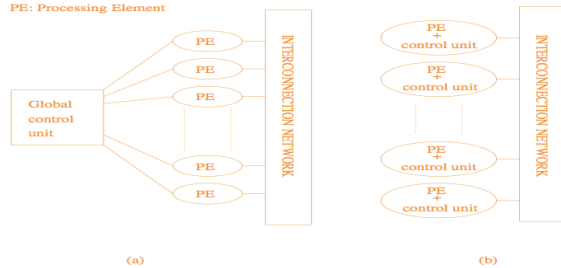 PE: Processing Element
Global
control
unit
PE
PE
PE
PE
PE
INTERCONNECTION NETWORK
(a)
PE
+
control unit
PE
+
control unit
PE
+
control unit
PE
+
control unit
INTERCONNECTION NETWORK
(b)